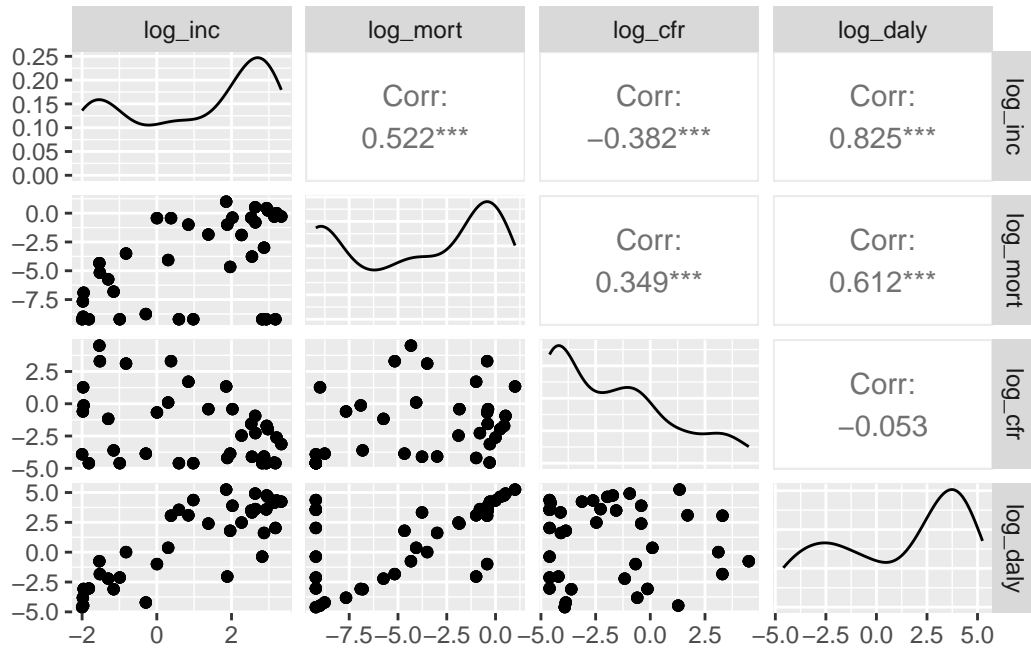 log_inc log_mort log_cfr log_daly
0.25
0.20
0.15
0.10
0.05
0.00
Corr:
0.522***
Corr:
−0.382***
Corr:
0.825***
log_inc
0.0
−2.5
−5.0
−7.5
Corr:
0.349***
Corr:
0.612***
log_mort
2.5
0.0
−2.5
−5.0
Corr:
−0.053
log_cfr
5.0
2.5
0.0
−2.5
−5.0
log_daly
−2 0 2
−7.5 −5.0 −2.5 0.0
−5.0 −2.5 0.0 2.5
−5.0 −2.5 0.0 2.5 5.0